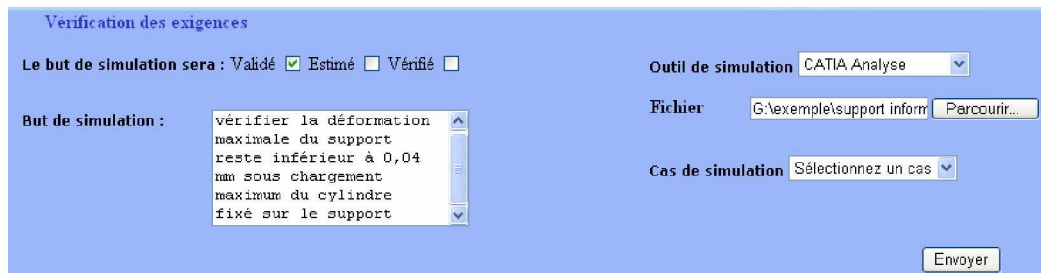 Vérification des exigences
Le but de simulation sera : Validé Estimé Vérifié
But de simulation :
vérifier la déformation
maximale du support
reste inférieur à 0,04
mm sous chargement
maximum du cylindre
fixé sur le support
Outil de simulation CATIA Analyse
Fichier G:\exemple\support inform Parcourir...
Cas de simulation Sélectionnez un cas
Envoyer